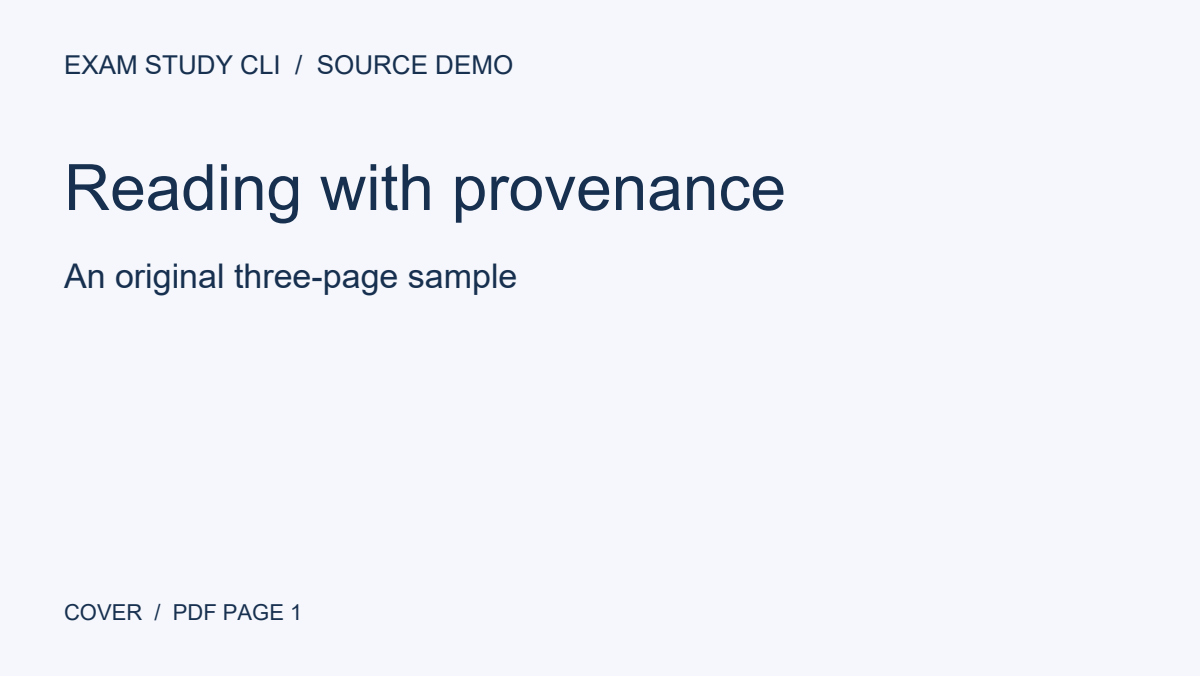 EXAM STUDY CLI / SOURCE DEMO
Reading with provenance
An original three-page sample
COVER / PDF PAGE 1